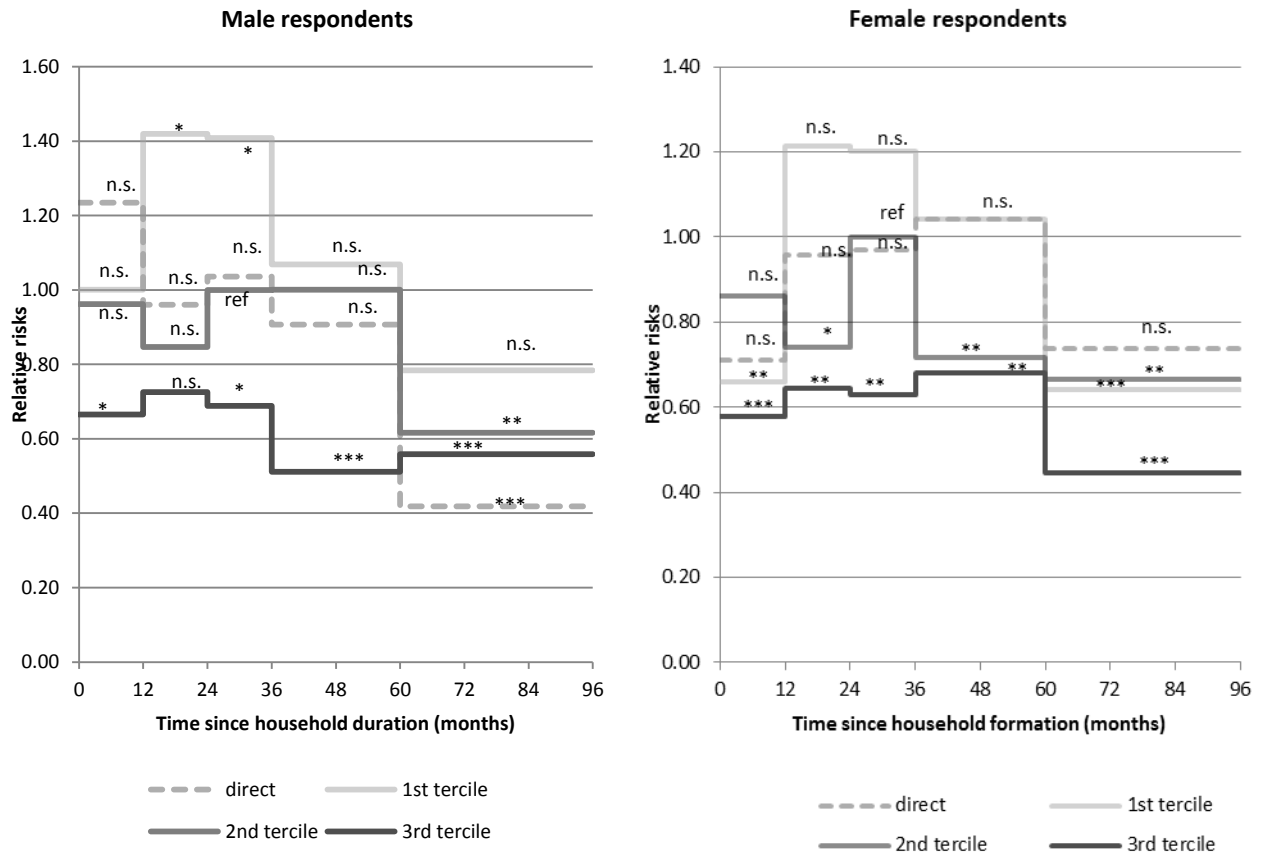 Male respondents
Relative risks
1.60
1.40
1.20
1.00
0.80
0.60
0.40
0.20
0.00
*
*
n.s.
n.s.
n.s.
n.s.
n.s.
n.s.
n.s.
ref
n.s.
n.s.
n.s.
n.s.
*
*
**
***
***
***
0 12 24 36 48 60 72 84 96
Time since household duration (months)
direct 1st tercile
2nd tercile 3rd tercile
Female respondents
Relative risks
1.40
1.20
1.00
0.80
0.60
0.40
0.20
0.00
n.s.
n.s.
n.s.
ref
n.s.
n.s.
n.s.
n.s.
*
n.s.
**
**
**
**
***
***
**
**
***
0 12 24 36 48 60 72 84 96
Time since household formation (months)
direct 1st tercile
2nd tercile 3rd tercile